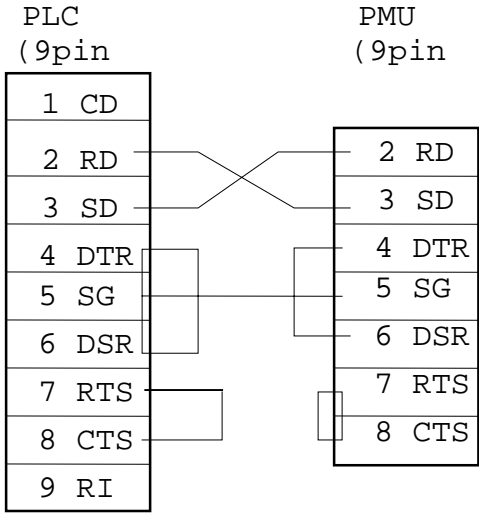 PLC
(9pin
1 CD
2 RD
3 SD
4 DTR
5 SG
6 DSR
7 RTS
8 CTS
9 RI
PMU
(9pin
2 RD
3 SD
4 DTR
5 SG
6 DSR
7 RTS
8 CTS